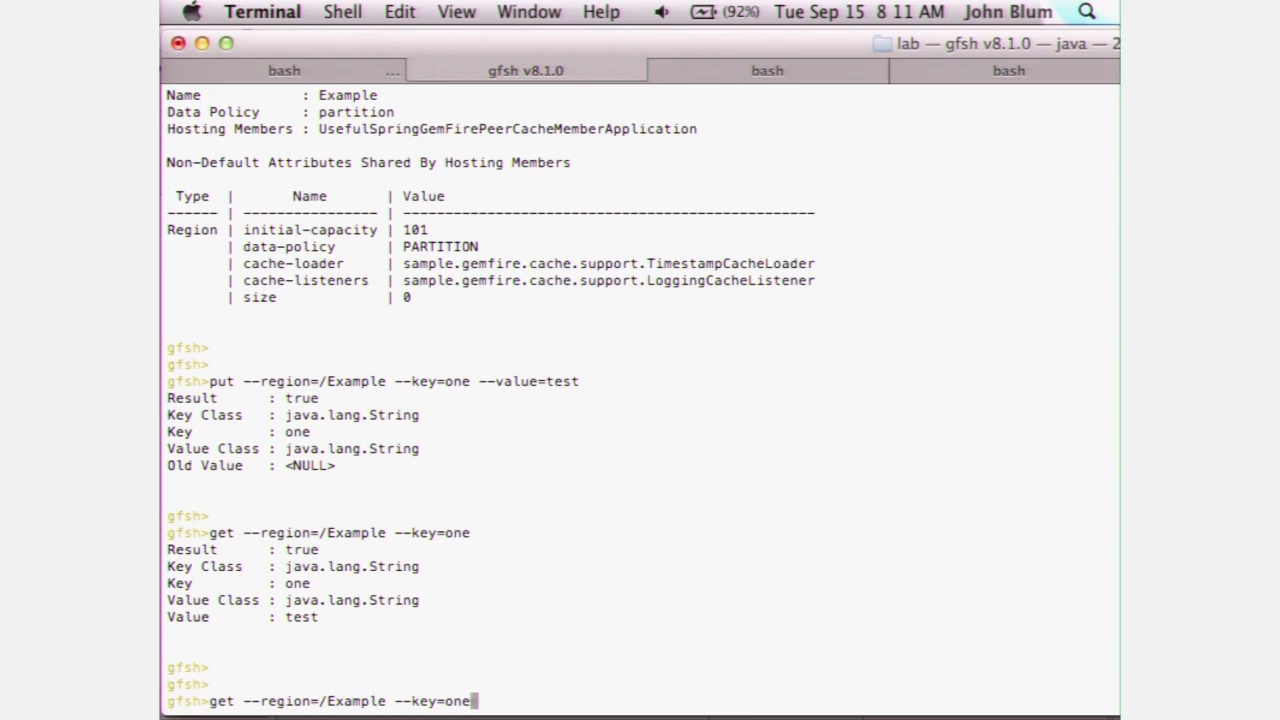 Terminal Shell Edit View Window Help (92%) Tue Sep 15 8:11 AM John Blum
lab — gfsh v8.1.0 — java — 2
bash ... gfsh v8.1.0 bash bash
Name : Example
Data Policy : partition
Hosting Members : UsefulSpringGemFirePeerCacheMemberApplication
Non-Default Attributes Shared By Hosting Members
Type | Name | Value
------ | ---------------- | -------------------------------------------------
Region | initial-capacity | 101
| data-policy | PARTITION
| cache-loader | sample.gemfire.cache.support.TimestampCacheLoader
| cache-listeners | sample.gemfire.cache.support.LoggingCacheListener
| size | 0
gfsh>
gfsh>
gfsh>put --region=/Example --key=one --value=test
Result : true
Key Class : java.lang.String
Key : one
Value Class : java.lang.String
Old Value : <NULL>
gfsh>
gfsh>get --region=/Example --key=one
Result : true
Key Class : java.lang.String
Key : one
Value Class : java.lang.String
Value : test
gfsh>
gfsh>
gfsh>get --region=/Example --key=one